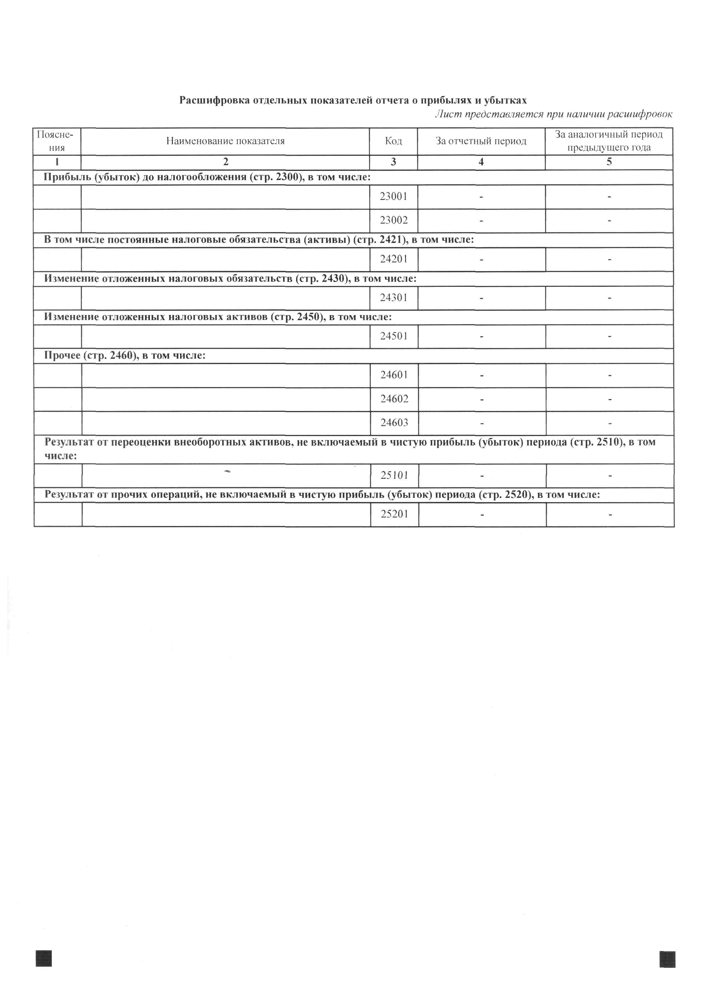 Расшифровка отдельных показателей отчета о прибылях и убытках
Лист представляется при наличии расшифровок
Поясне-
ния
Наименование показателя
Код
За отчетный период
За аналогичный период
предыдущего года
1 2 3 4 5
Прибыль (убыток) до налогообложения (стр. 2300), в том числе:
23001 - -
23002 - -
В том числе постоянные налоговые обязательства (активы) (стр. 2421), в том числе:
24201 - -
Изменение отложенных налоговых обязательств (стр. 2430), в том числе:
24301 - -
Изменение отложенных налоговых активов (стр. 2450), в том числе:
24501 - -
Прочее (стр. 2460), в том числе:
24601 - -
24602 - -
24603 - -
Результат от переоценки внеоборотных активов, не включаемый в чистую прибыль (убыток) периода (стр. 2510), в том
числе:
25101 - -
Результат от прочих операций, не включаемый в чистую прибыль (убыток) периода (стр. 2520), в том числе:
25201 - -